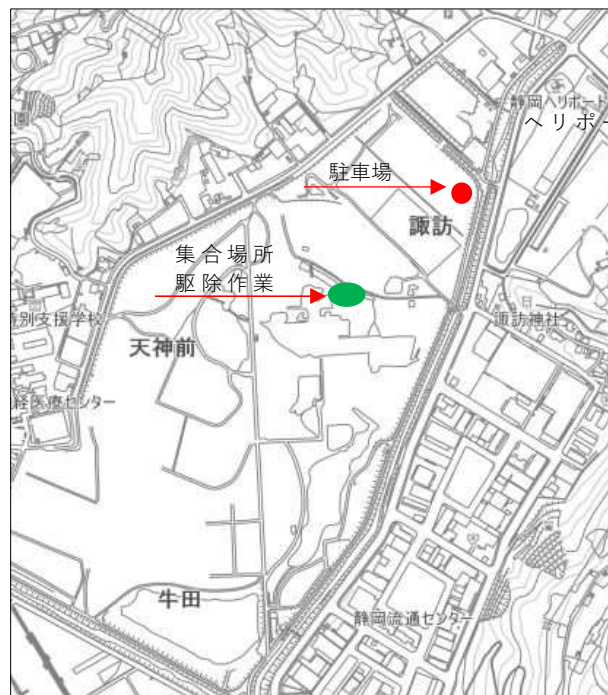 静岡ヘリポート
ヘリポー
駐車場
諏訪
集合場所
駆除作業
特別支援学校
諏訪神社
天神前
経医療センター
牛田
静岡流通センター